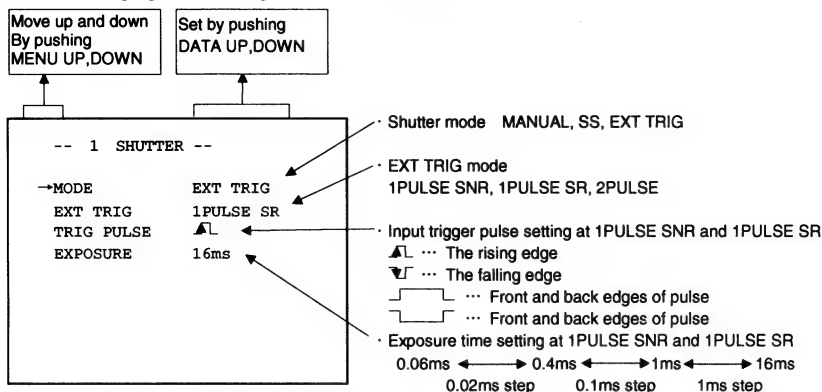 Move up and down
By pushing
MENU UP,DOWN
Set by pushing
DATA UP,DOWN
-- 1 SHUTTER --
→MODE EXT TRIG
EXT TRIG 1PULSE SR
TRIG PULSE
EXPOSURE 16ms
· Shutter mode MANUAL, SS, EXT TRIG
· EXT TRIG mode
1PULSE SNR, 1PULSE SR, 2PULSE
· Input trigger pulse setting at 1PULSE SNR and 1PULSE SR
··· The rising edge
··· The falling edge
··· Front and back edges of pulse
··· Front and back edges of pulse
· Exposure time setting at 1PULSE SNR and 1PULSE SR
0.06ms 0.4ms 1ms 16ms
0.02ms step 0.1ms step 1ms step